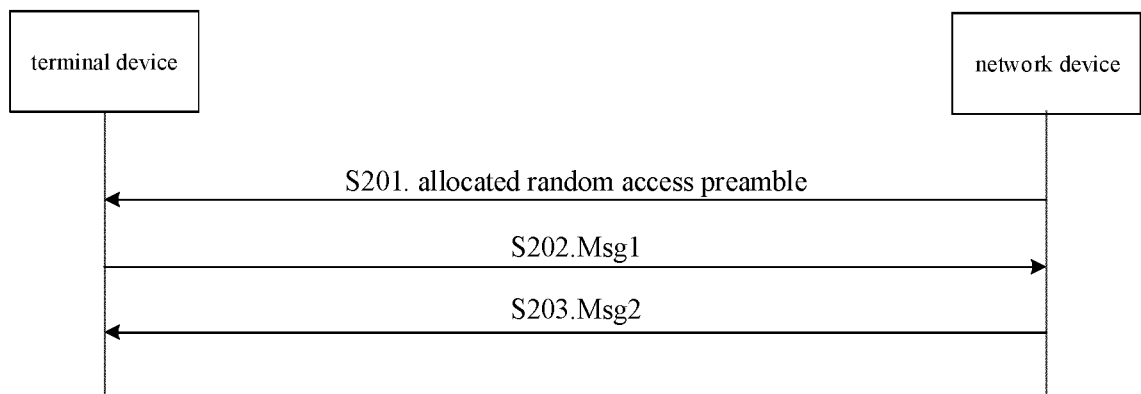 terminal device
network device
S201. allocated random access preamble
S202.Msg1
S203.Msg2